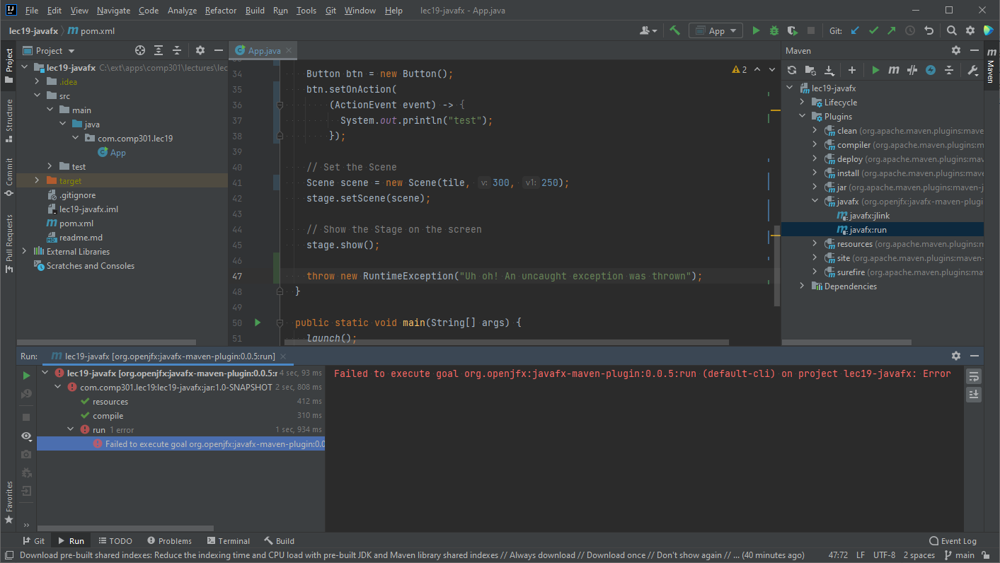 File Edit View Navigate Code Analyze Refactor Build Run Tools Git Window Help lec19-javafx - App.java
lec19-javafx pom.xml App Git:
Project
lec19-javafx C:\ext\apps\comp301\lectures\lec
.idea
src
main
java
com.comp301.lec19
App
test
target
.gitignore
lec19-javafx.iml
pom.xml
readme.md
External Libraries
Scratches and Consoles
Project
Structure
Commit
Pull Requests
Favorites
App.java
2
34 Button btn = new Button();
35 btn.setOnAction(
36 (ActionEvent event) -> {
37 System.out.println("test");
38 });
39
40 // Set the Scene
41 Scene scene = new Scene(tile, v: 300, v1: 250);
42 stage.setScene(scene);
43
44 // Show the Stage on the screen
45 stage.show();
46
47 throw new RuntimeException("Uh oh! An uncaught exception was thrown");
48 }
49
50 public static void main(String[] args) {
51 launch();
Maven
lec19-javafx
Lifecycle
Plugins
clean (org.apache.maven.plugins:mave
compiler (org.apache.maven.plugins:m
deploy (org.apache.maven.plugins:mav
install (org.apache.maven.plugins:mave
jar (org.apache.maven.plugins:maven-j
javafx (org.openjfx:javafx-maven-plugi
javafx:jlink
javafx:run
resources (org.apache.maven.plugins:m
site (org.apache.maven.plugins:maven-
surefire (org.apache.maven.plugins:ma
Dependencies
Maven
Run: lec19-javafx [org.openjfx:javafx-maven-plugin:0.0.5:run]
lec19-javafx [org.openjfx:javafx-maven-plugin:0.0.5:r 4 sec, 93 ms
com.comp301.lec19:lec19-javafx:jar:1.0-SNAPSHOT 2 sec, 808 ms
resources 412 ms
compile 310 ms
run 1 error 1 sec, 934 ms
Failed to execute goal org.openjfx:javafx-maven-plugin:0.0
Failed to execute goal org.openjfx:javafx-maven-plugin:0.0.5:run (default-cli) on project lec19-javafx: Error
Git Run TODO Problems Terminal Build Event Log
Download pre-built shared indexes: Reduce the indexing time and CPU load with pre-built JDK and Maven library shared indexes // Always download // Download once // Don't show again // ... (40 minutes ago) 47:72 LF UTF-8 2 spaces main